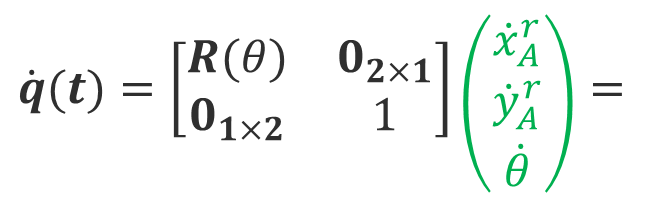 q̇(t) = [R(θ) 0₂ₓ₁; 0₁ₓ₂ 1] (ẋ_A^r; ẏ_A^r; θ̇) =